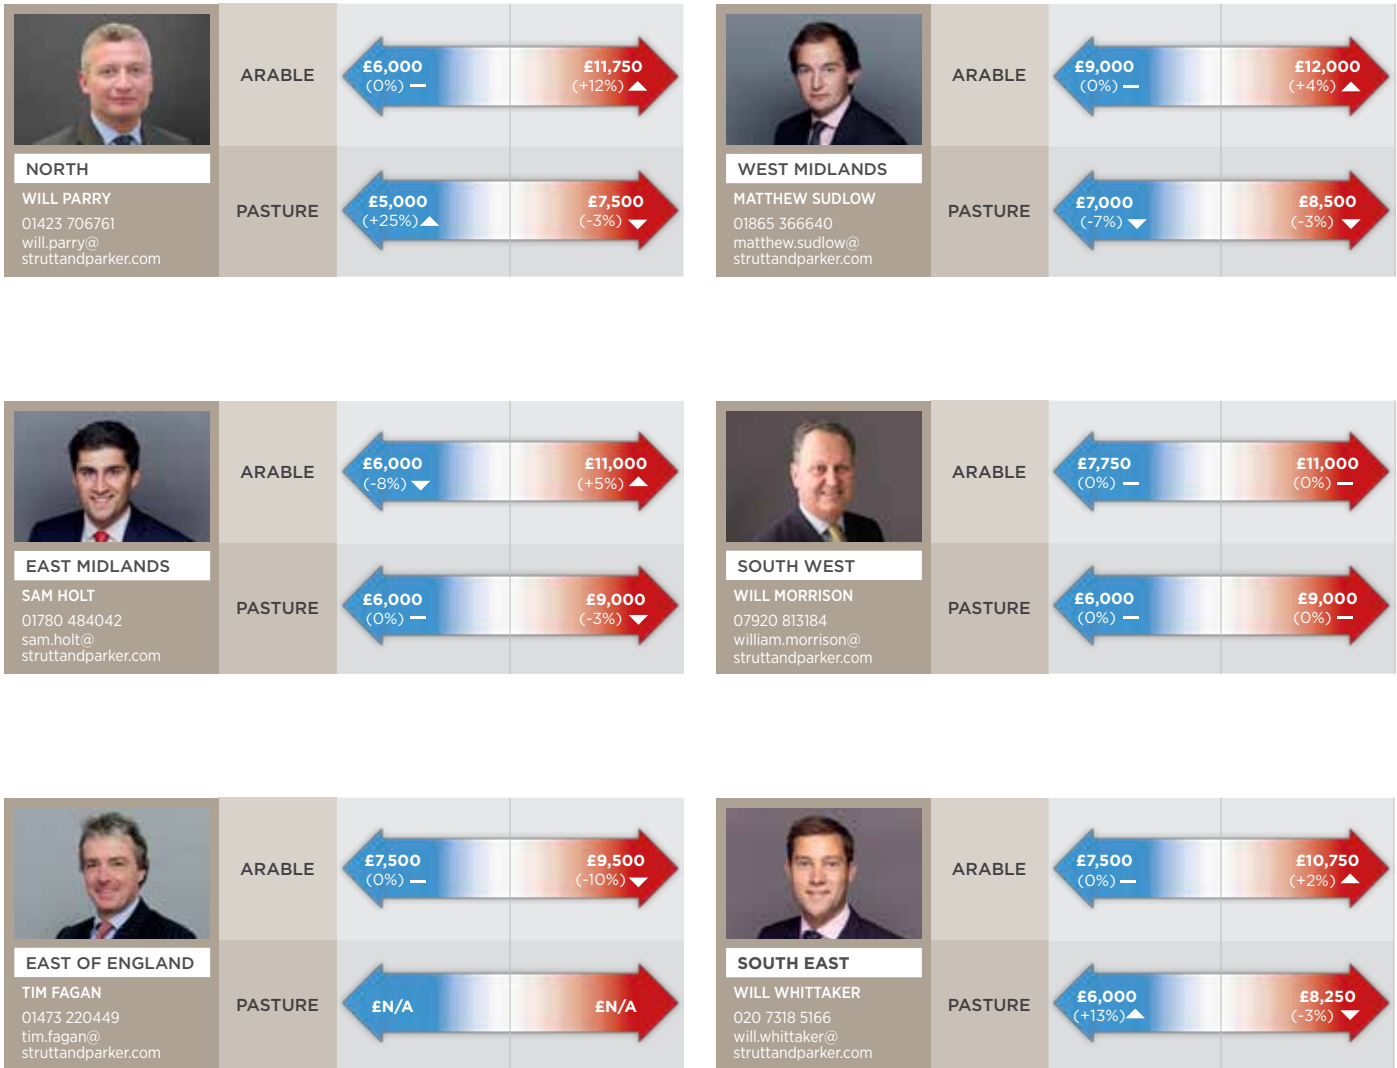 NORTH
WILL PARRY
01423 706761
will.parry@
struttandparker.com
ARABLE
£6,000
(0%)
£11,750
(+12%)
PASTURE
£5,000
(+25%)
£7,500
(-3%)
WEST MIDLANDS
MATTHEW SUDLOW
01865 366640
matthew.sudlow@
struttandparker.com
ARABLE
£9,000
(0%)
£12,000
(+4%)
PASTURE
£7,000
(-7%)
£8,500
(-3%)
EAST MIDLANDS
SAM HOLT
01780 484042
sam.holt@
struttandparker.com
ARABLE
£6,000
(-8%)
£11,000
(+5%)
PASTURE
£6,000
(0%)
£9,000
(-3%)
SOUTH WEST
WILL MORRISON
07920 813184
william.morrison@
struttandparker.com
ARABLE
£7,750
(0%)
£11,000
(0%)
PASTURE
£6,000
(0%)
£9,000
(0%)
EAST OF ENGLAND
TIM FAGAN
01473 220449
tim.fagan@
struttandparker.com
ARABLE
£7,500
(0%)
£9,500
(-10%)
PASTURE
£N/A
£N/A
SOUTH EAST
WILL WHITTAKER
020 7318 5166
will.whittaker@
struttandparker.com
ARABLE
£7,500
(0%)
£10,750
(+2%)
PASTURE
£6,000
(+13%)
£8,250
(-3%)